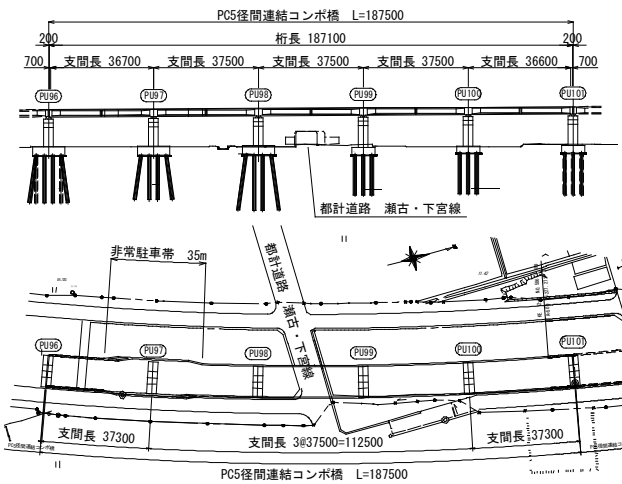 PC5径間連結コンポ橋 L=187500
200 桁長 187100 200
700 支間長 36700 支間長 37500 支間長 37500 支間長 37500 支間長 36600 700
PU96 PU97 PU98 PU99 PU100 PU101
都計道路 瀬古・下宮線
非常駐車帯 35m
都計道路 瀬古・下宮線
PU96 PU97 PU98 PU99 PU100 PU101
支間長 37300 支間長 3@37500=112500 支間長 37300
PC5径間連結コンポ橋 L=187500